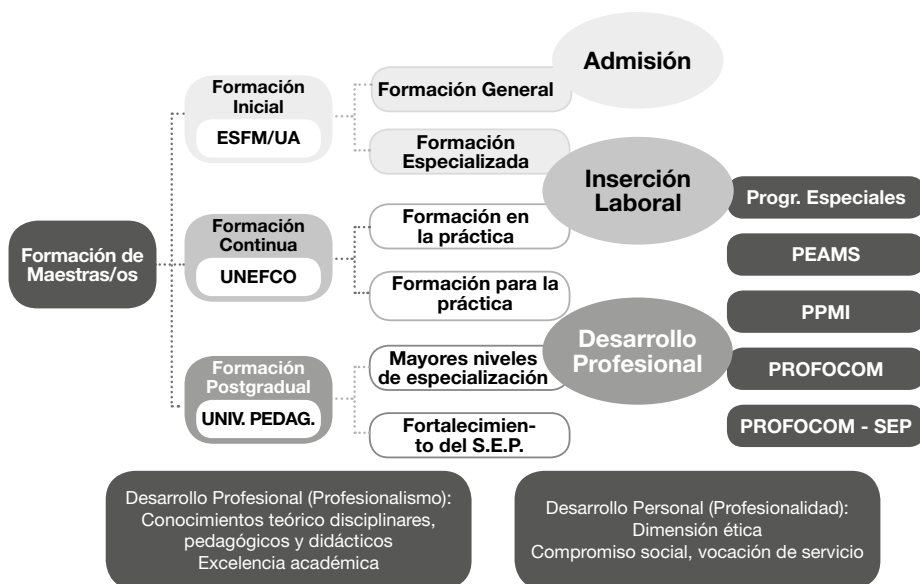 Formación de
Maestras/os
Formación
Inicial
ESFM/UA
Formación General
Formación
Especializada
Admisión
Formación
Continua
UNEFCO
Formación en
la práctica
Formación para la
práctica
Inserción
Laboral
Formación
Postgradual
UNIV. PEDAG.
Mayores niveles
de especialización
Fortalecimien-
to del S.E.P.
Desarrollo
Profesional
Progr. Especiales
PEAMS
PPMI
PROFOCOM
PROFOCOM - SEP
Desarrollo Profesional (Profesionalismo):
Conocimientos teórico disciplinares,
pedagógicos y didácticos
Excelencia académica
Desarrollo Personal (Profesionalidad):
Dimensión ética
Compromiso social, vocación de servicio